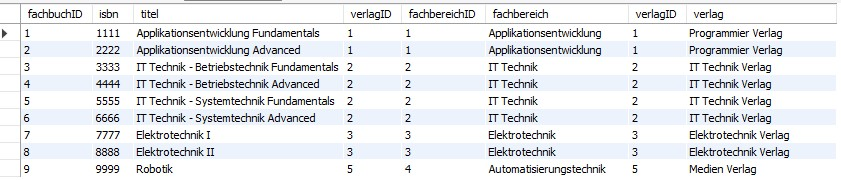 fachbuchID isbn titel verlagID fachbereichID fachbereich verlagID verlag
1 1111 Applikationsentwicklung Fundamentals 1 1 Applikationsentwicklung 1 Programmier Verlag
2 2222 Applikationsentwicklung Advanced 1 1 Applikationsentwicklung 1 Programmier Verlag
3 3333 IT Technik - Betriebstechnik Fundamentals 2 2 IT Technik 2 IT Technik Verlag
4 4444 IT Technik - Betriebstechnik Advanced 2 2 IT Technik 2 IT Technik Verlag
5 5555 IT Technik - Systemtechnik Fundamentals 2 2 IT Technik 2 IT Technik Verlag
6 6666 IT Technik - Systemtechnik Advanced 2 2 IT Technik 2 IT Technik Verlag
7 7777 Elektrotechnik I 3 3 Elektrotechnik 3 Elektrotechnik Verlag
8 8888 Elektrotechnik II 3 3 Elektrotechnik 3 Elektrotechnik Verlag
9 9999 Robotik 5 4 Automatisierungstechnik 5 Medien Verlag